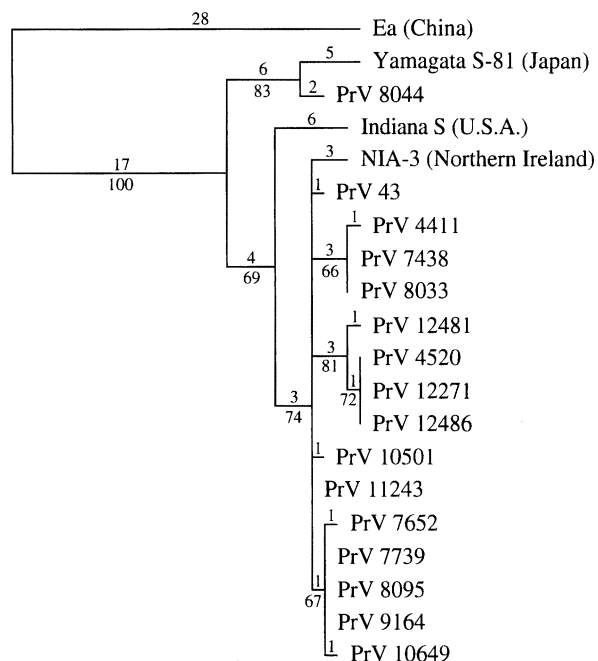 28
Ea (China)
5
Yamagata S-81 (Japan)
6
83
2
PrV 8044
6
Indiana S (U.S.A.)
17
100
3
NIA-3 (Northern Ireland)
1
PrV 43
1
PrV 4411
4
69
3
66
PrV 7438
PrV 8033
1
PrV 12481
3
81
PrV 4520
1
72
PrV 12271
3
74
PrV 12486
1
PrV 10501
PrV 11243
1
PrV 7652
PrV 7739
1
67
PrV 8095
PrV 9164
1
PrV 10649